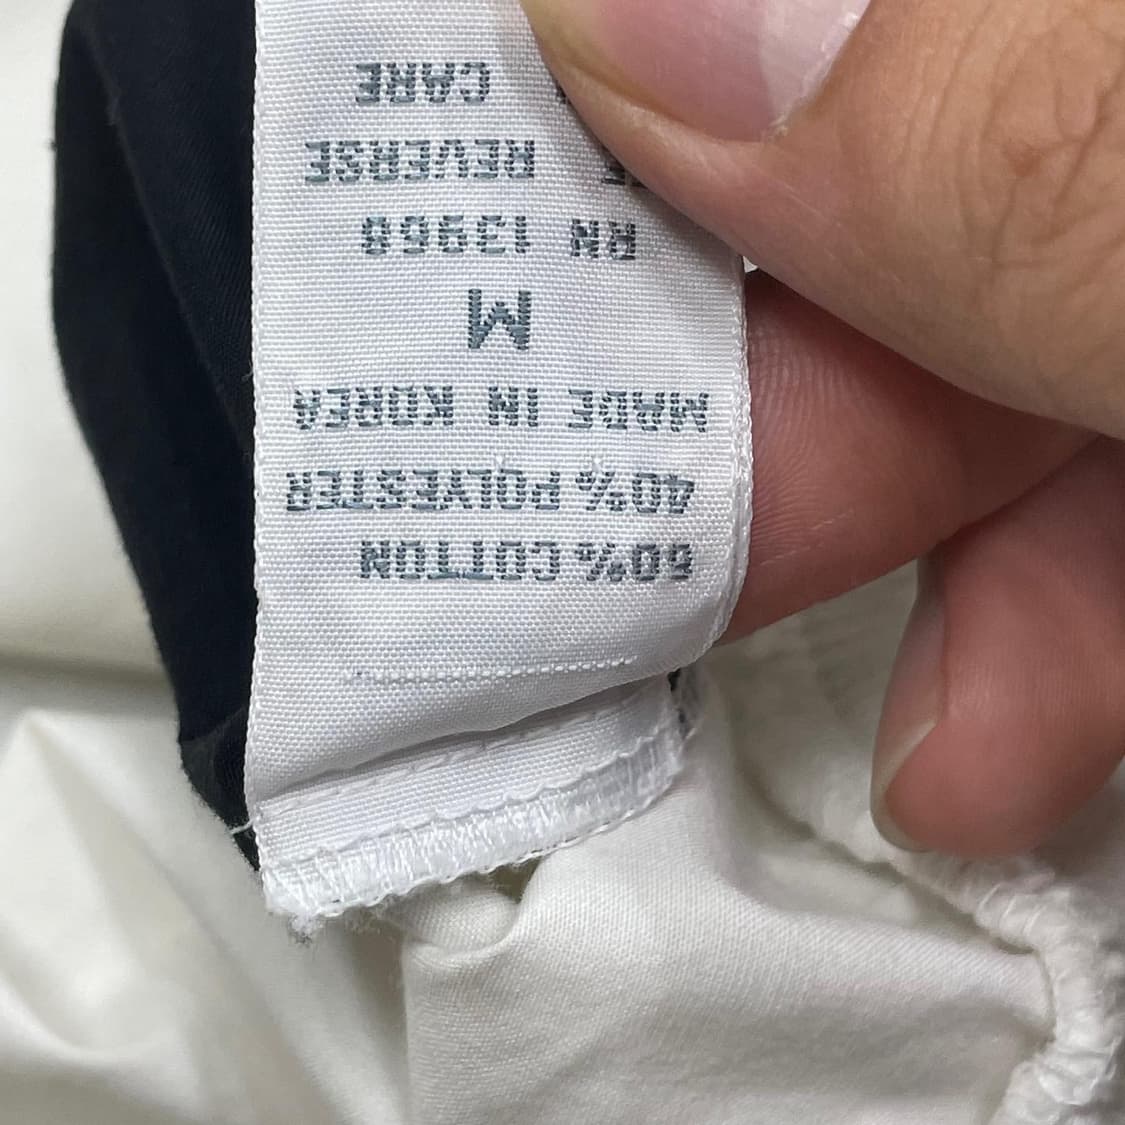 60% COTTON
40% POLYESTER
MADE IN KOREA
M
RN 13968
REVERSE
CARE